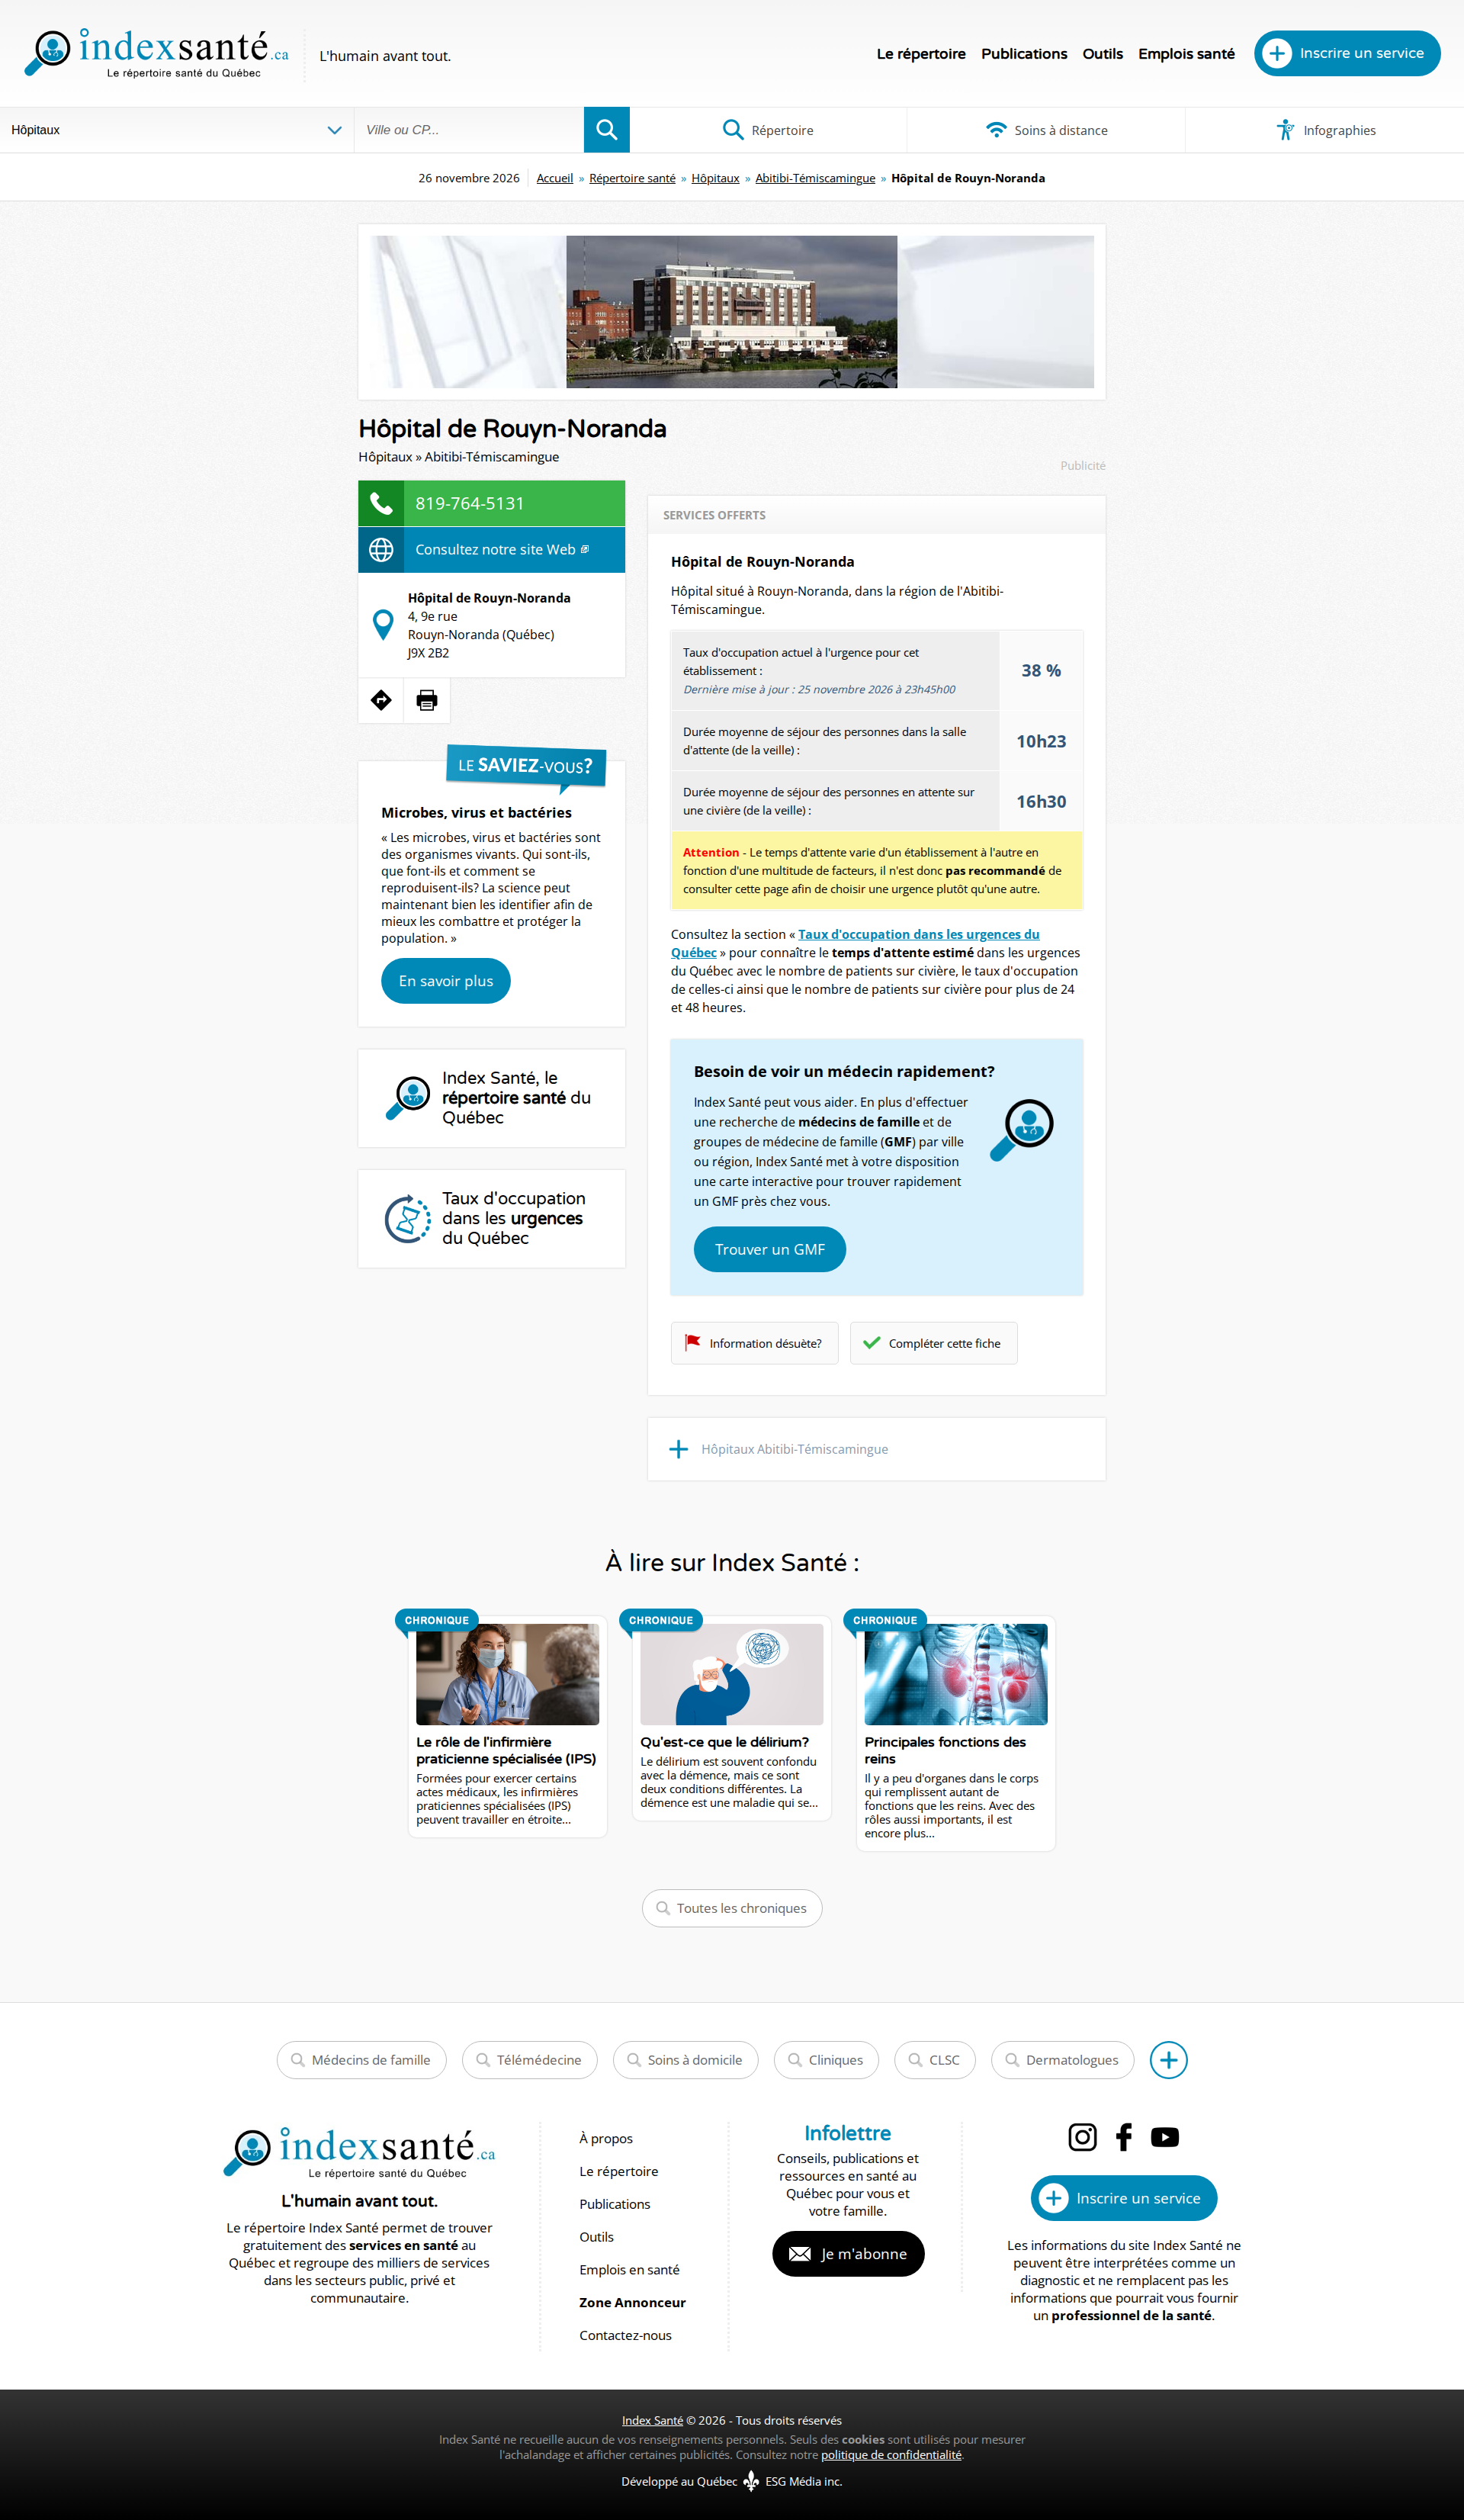 indexsanté.ca
Le répertoire santé du Québec
L'humain avant tout.
Le répertoire
Publications
Outils
Emplois santé
Inscrire un service
Hôpitaux
Ville ou CP...
Répertoire
Soins à distance
Infographies
26 novembre 2026
Accueil » Répertoire santé » Hôpitaux » Abitibi-Témiscamingue » Hôpital de Rouyn-Noranda
Hôpital de Rouyn-Noranda
Hôpitaux » Abitibi-Témiscamingue
Publicité
819-764-5131
Consultez notre site Web
Hôpital de Rouyn-Noranda
4, 9e rue
Rouyn-Noranda (Québec)
J9X 2B2
LE SAVIEZ-VOUS?
Microbes, virus et bactéries
« Les microbes, virus et bactéries sont
des organismes vivants. Qui sont-ils,
que font-ils et comment se
reproduisent-ils? La science peut
maintenant bien les identifier afin de
mieux les combattre et protéger la
population. »
En savoir plus
Index Santé, le
répertoire santé du
Québec
Taux d'occupation
dans les urgences
du Québec
SERVICES OFFERTS
Hôpital de Rouyn-Noranda
Hôpital situé à Rouyn-Noranda, dans la région de l'Abitibi-
Témiscamingue.
Taux d'occupation actuel à l'urgence pour cet
établissement :
Dernière mise à jour : 25 novembre 2026 à 23h45h00
38 %
Durée moyenne de séjour des personnes dans la salle
d'attente (de la veille) :
10h23
Durée moyenne de séjour des personnes en attente sur
une civière (de la veille) :
16h30
Attention - Le temps d'attente varie d'un établissement à l'autre en
fonction d'une multitude de facteurs, il n'est donc pas recommandé de
consulter cette page afin de choisir une urgence plutôt qu'une autre.
Consultez la section « Taux d'occupation dans les urgences du
Québec » pour connaître le temps d'attente estimé dans les urgences
du Québec avec le nombre de patients sur civière, le taux d'occupation
de celles-ci ainsi que le nombre de patients sur civière pour plus de 24
et 48 heures.
Besoin de voir un médecin rapidement?
Index Santé peut vous aider. En plus d'effectuer
une recherche de médecins de famille et de
groupes de médecine de famille (GMF) par ville
ou région, Index Santé met à votre disposition
une carte interactive pour trouver rapidement
un GMF près chez vous.
Trouver un GMF
Information désuète?
Compléter cette fiche
Hôpitaux Abitibi-Témiscamingue
À lire sur Index Santé :
CHRONIQUE
Le rôle de l'infirmière
praticienne spécialisée (IPS)
Formées pour exercer certains
actes médicaux, les infirmières
praticiennes spécialisées (IPS)
peuvent travailler en étroite...
CHRONIQUE
Qu'est-ce que le délirium?
Le délirium est souvent confondu
avec la démence, mais ce sont
deux conditions différentes. La
démence est une maladie qui se...
CHRONIQUE
Principales fonctions des
reins
Il y a peu d'organes dans le corps
qui remplissent autant de
fonctions que les reins. Avec des
rôles aussi importants, il est
encore plus...
Toutes les chroniques
Médecins de famille
Télémédecine
Soins à domicile
Cliniques
CLSC
Dermatologues
indexsanté.ca
Le répertoire santé du Québec
L'humain avant tout.
Le répertoire Index Santé permet de trouver
gratuitement des services en santé au
Québec et regroupe des milliers de services
dans les secteurs public, privé et
communautaire.
À propos
Le répertoire
Publications
Outils
Emplois en santé
Zone Annonceur
Contactez-nous
Infolettre
Conseils, publications et
ressources en santé au
Québec pour vous et
votre famille.
Je m'abonne
Inscrire un service
Les informations du site Index Santé ne
peuvent être interprétées comme un
diagnostic et ne remplacent pas les
informations que pourrait vous fournir
un professionnel de la santé.
Index Santé © 2026 - Tous droits réservés
Index Santé ne recueille aucun de vos renseignements personnels. Seuls des cookies sont utilisés pour mesurer
l'achalandage et afficher certaines publicités. Consultez notre politique de confidentialité.
Développé au Québec ESG Média inc.